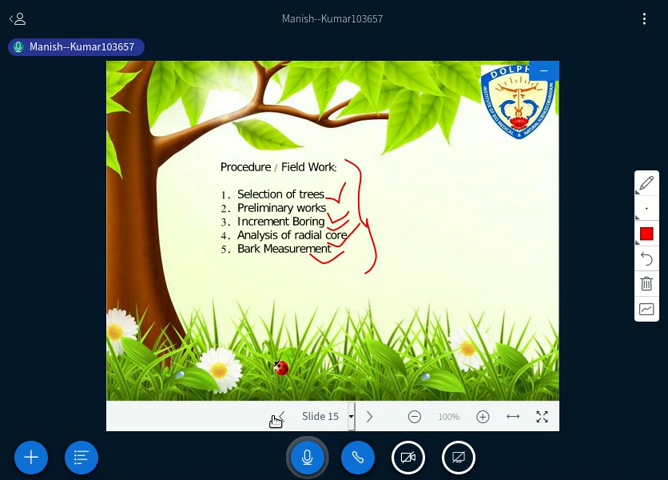 Manish--Kumar103657
Manish--Kumar103657
DOLPH
Procedure / Field Work:
1. Selection of trees
2. Preliminary works
3. Increment Boring
4. Analysis of radial core
5. Bark Measurement
Slide 15
100%